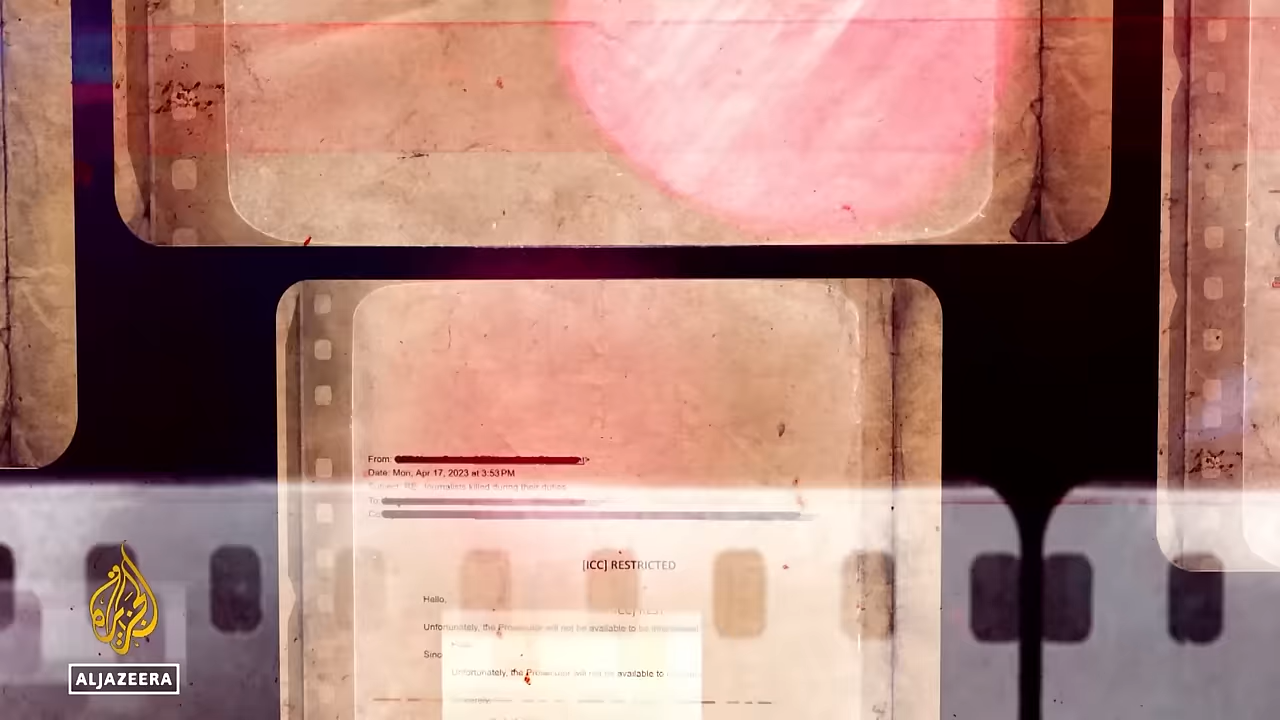 From:
Date: Mon, Apr 17, 2023 at 3:53 PM
Subject: RE: Journalists killed during their duties
To:
Cc:
[ICC] RESTRICTED
Hello,
Unfortunately, the Prosecutor will not be available to be interviewed
Sinc
Unfortunately, the Prosecutor will not be available to
الجزيرة
ALJAZEERA